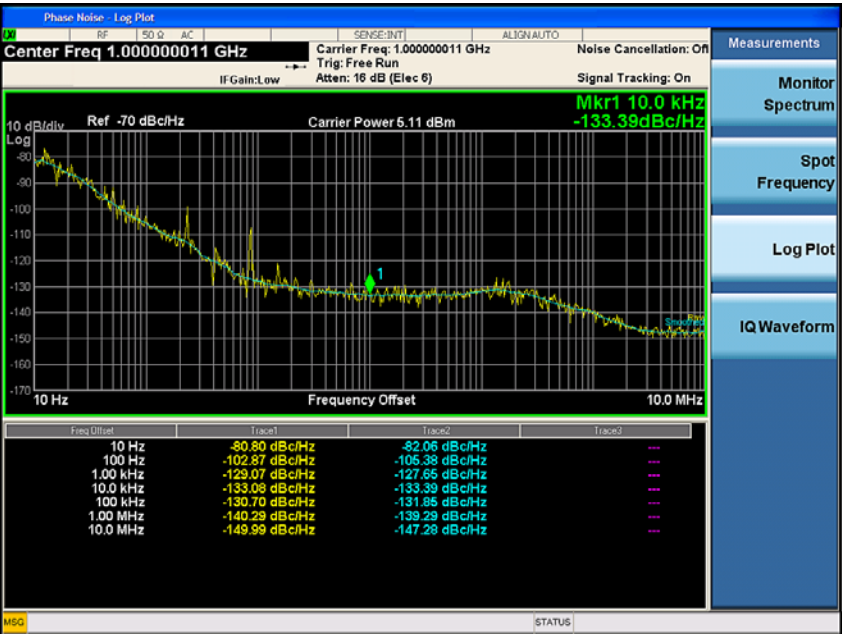 Phase Noise - Log Plot
LXI RF 50 Ω AC SENSE:INT ALIGN AUTO
Center Freq 1.000000011 GHz
Carrier Freq: 1.000000011 GHz
Noise Cancellation: Off
Trig: Free Run
IFGain:Low
Atten: 16 dB (Elec 6)
Signal Tracking: On
Measurements
Monitor
Spectrum
Spot
Frequency
Log Plot
IQ Waveform
Mkr1 10.0 kHz
-133.39dBc/Hz
10 dB/div
Ref -70 dBc/Hz
Carrier Power 5.11 dBm
Log
-80
-90
-100
-110
1
-120
-130
-140
Smoothed
-150
-160
-170
10 Hz
Frequency Offset
10.0 MHz
Freq Offset Trace1 Trace2 Trace3
10 Hz -80.80 dBc/Hz -82.06 dBc/Hz ---
100 Hz -102.87 dBc/Hz -105.38 dBc/Hz ---
1.00 kHz -129.07 dBc/Hz -127.65 dBc/Hz ---
10.0 kHz -133.08 dBc/Hz -133.39 dBc/Hz ---
100 kHz -130.70 dBc/Hz -131.85 dBc/Hz ---
1.00 MHz -140.29 dBc/Hz -139.29 dBc/Hz ---
10.0 MHz -149.99 dBc/Hz -147.28 dBc/Hz ---
MSG
STATUS